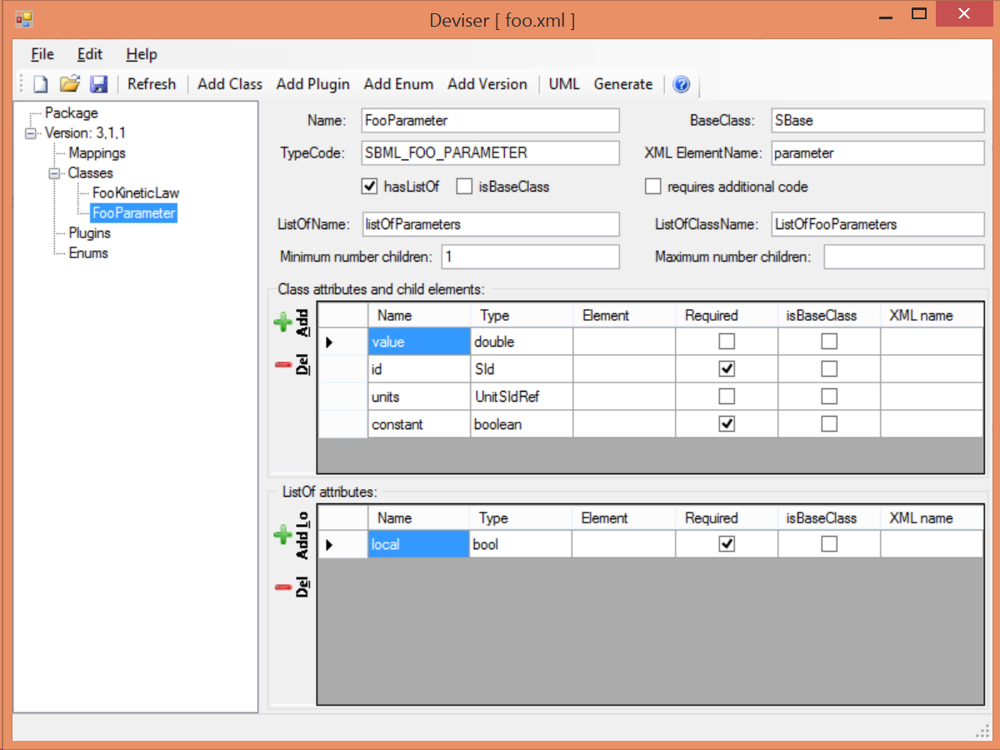 Deviser [ foo.xml ]
File Edit Help
Refresh Add Class Add Plugin Add Enum Add Version UML Generate ?
Package
Version: 3,1,1
Mappings
Classes
FooKineticLaw
FooParameter
Plugins
Enums
Name: FooParameter BaseClass: SBase
TypeCode: SBML_FOO_PARAMETER XML ElementName: parameter
hasListOf isBaseClass requires additional code
ListOfName: listOfParameters ListOfClassName: ListOfFooParameters
Minimum number children: 1 Maximum number children:
Class attributes and child elements:
Add
Del
Name Type Element Required isBaseClass XML name
value double
id SId
units UnitSIdRef
constant boolean
ListOf attributes:
Add Lo
Del
Name Type Element Required isBaseClass XML name
local bool